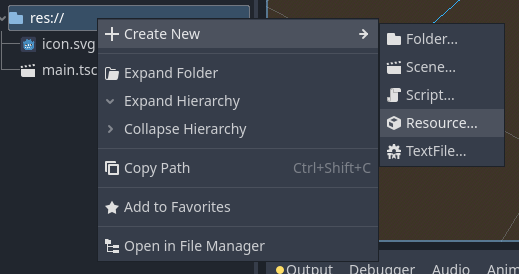 res://
icon.svg
main.tsc
Create New
Expand Folder
Expand Hierarchy
Collapse Hierarchy
Copy Path Ctrl+Shift+C
Add to Favorites
Open in File Manager
Folder...
Scene...
Script...
Resource...
TextFile...
Output Debugger Audio Anim